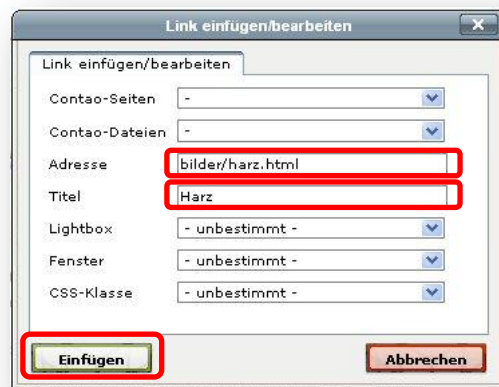 Link einfügen/bearbeiten X
Link einfügen/bearbeiten
Contao-Seiten -
Contao-Dateien -
Adresse bilder/harz.html
Titel Harz
Lightbox - unbestimmt -
Fenster - unbestimmt -
CSS-Klasse - unbestimmt -
Einfügen Abbrechen